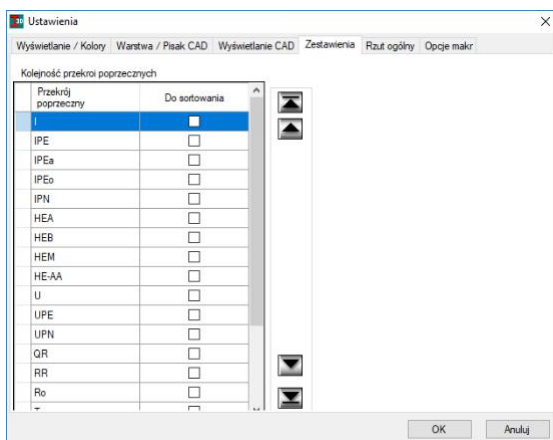 Ustawienia
Wyświetlanie / Kolory Warstwa / Pisak CAD Wyświetlanie CAD Zestawienia Rzut ogólny Opcje makr
Kolejność przekroi poprzecznych
Przekrój poprzeczny Do sortowania
I
IPE
IPEa
IPEo
IPN
HEA
HEB
HEM
HE-AA
U
UPE
UPN
QR
RR
Ro
OK Anuluj